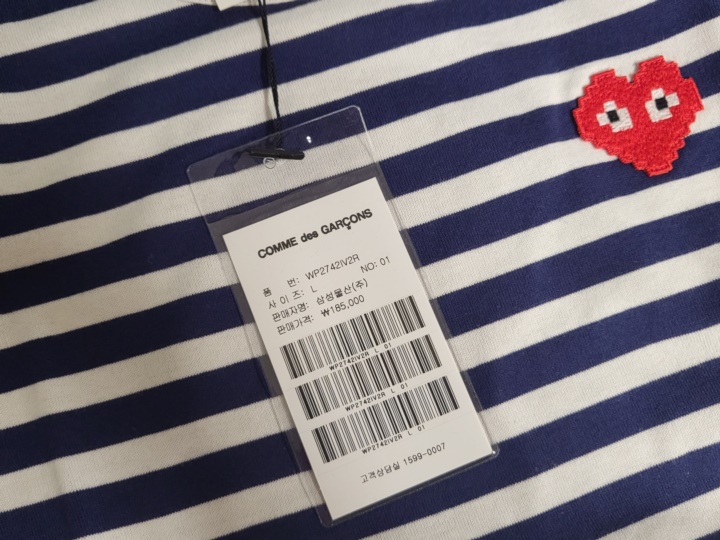 COMME des GARÇONS
품 번: WP2742IV2R
사 이 즈: L NO: 01
판매자명: 삼성물산(주)
판매가격: ₩185,000
WP2742IV2R L 01
WP2742IV2R L 01
WP2742IV2R L 01
고객상담실 1599-0007